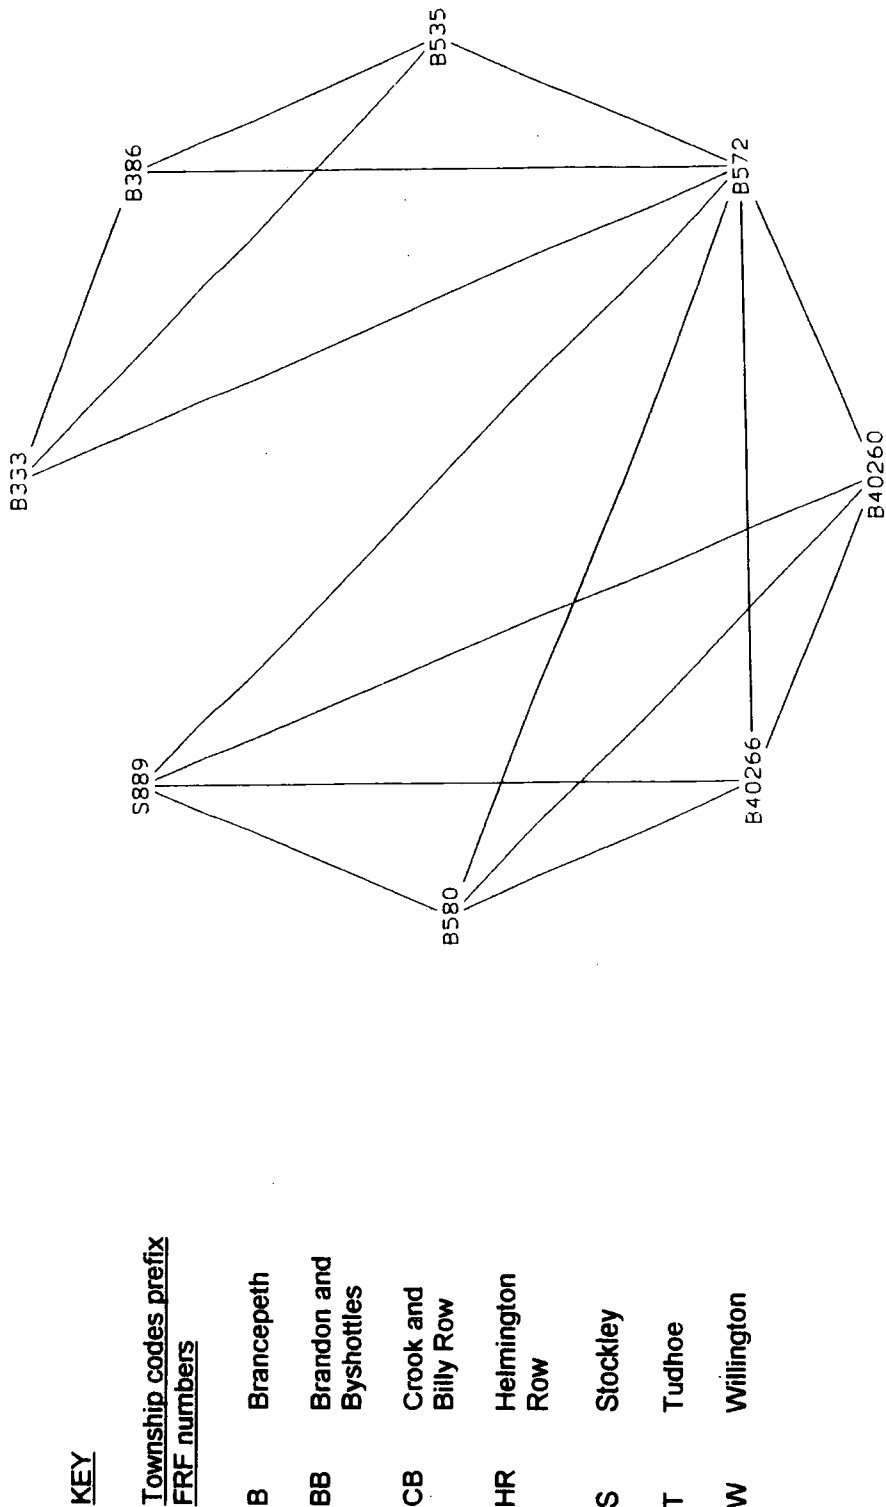 KEY
Township codes prefix
FRF numbers
B Brancepeth
BB Brandon and
Byshottles
CB Crook and
Billy Row
HR Helmington
Row
S Stockley
T Tudhoe
W Willington
B333
B386
B535
S889
B572
B580
B40266
B40260